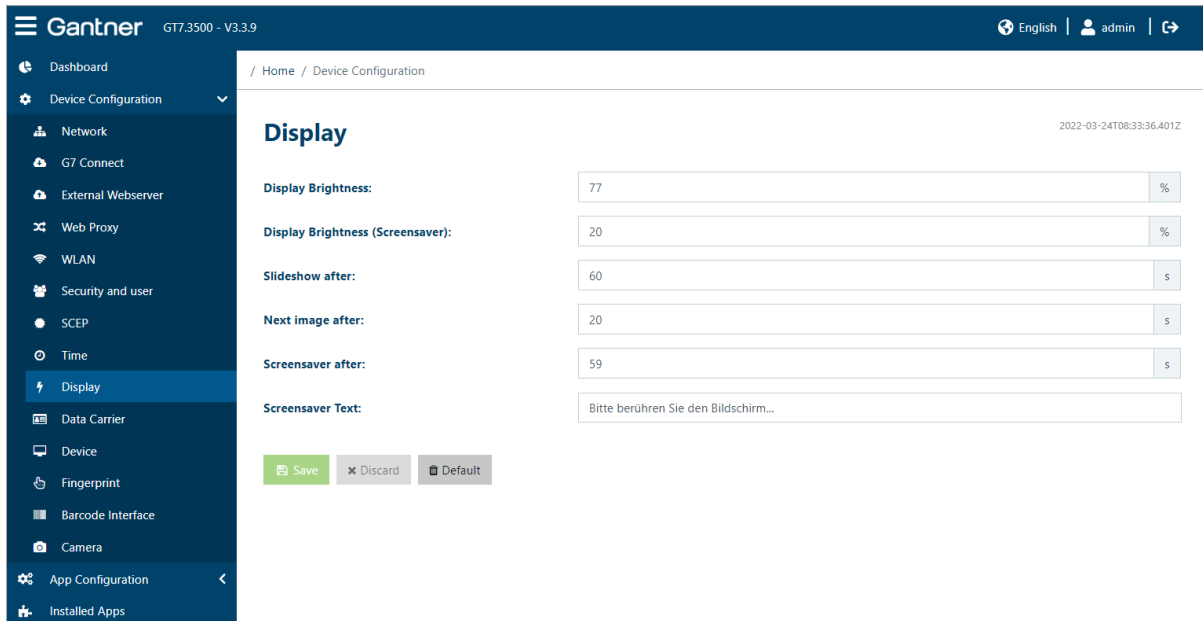 Gantner GT7.3500 - V3.3.9 English | admin |
Dashboard
Device Configuration
Network
G7 Connect
External Webserver
Web Proxy
WLAN
Security and user
SCEP
Time
Display
Data Carrier
Device
Fingerprint
Barcode Interface
Camera
App Configuration
Installed Apps
/ Home / Device Configuration
Display 2022-03-24T08:33:36.401Z
Display Brightness: 77 %
Display Brightness (Screensaver): 20 %
Slideshow after: 60 s
Next image after: 20 s
Screensaver after: 59 s
Screensaver Text: Bitte berühren Sie den Bildschirm...
Save Discard Default